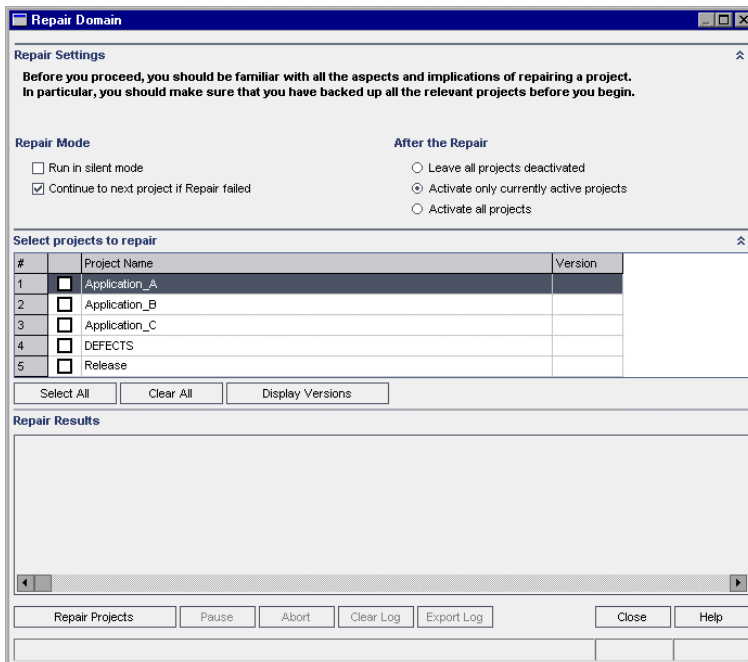 Repair Domain
Repair Settings
Before you proceed, you should be familiar with all the aspects and implications of repairing a project.
In particular, you should make sure that you have backed up all the relevant projects before you begin.
Repair Mode
Run in silent mode
Continue to next project if Repair failed
After the Repair
Leave all projects deactivated
Activate only currently active projects
Activate all projects
Select projects to repair
# Project Name Version
1 Application_A
2 Application_B
3 Application_C
4 DEFECTS
5 Release
Select All Clear All Display Versions
Repair Results
Repair Projects Pause Abort Clear Log Export Log Close Help